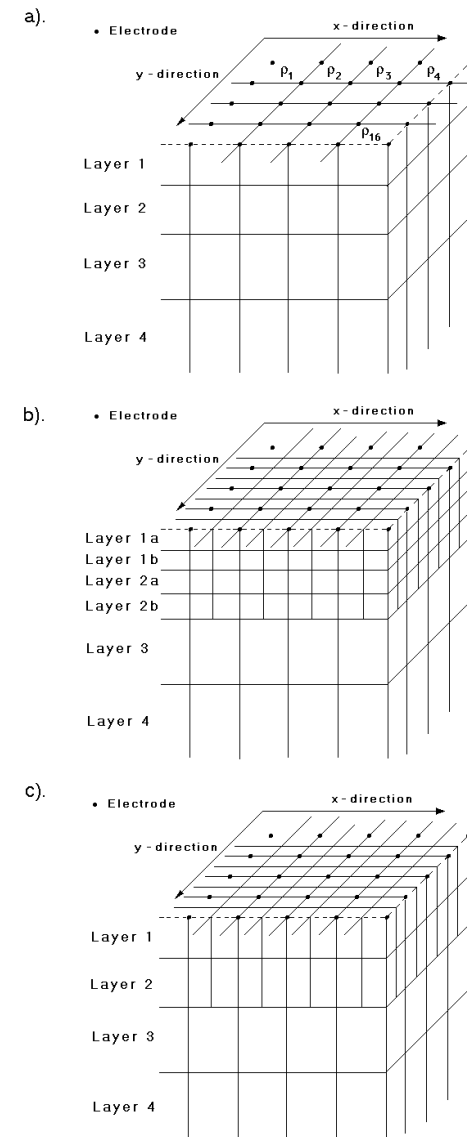 a).
• Electrode
x-direction
y-direction
ρ1 ρ2 ρ3 ρ4
ρ16
Layer 1
Layer 2
Layer 3
Layer 4
b).
• Electrode
x-direction
y-direction
Layer 1a
Layer 1b
Layer 2a
Layer 2b
Layer 3
Layer 4
c).
• Electrode
x-direction
y-direction
Layer 1
Layer 2
Layer 3
Layer 4